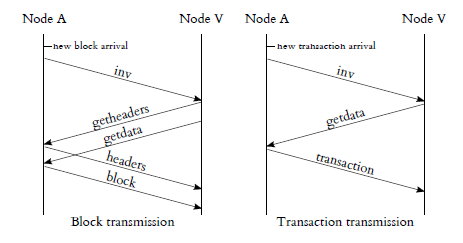 Node A Node V Node A Node V
new block arrival
new transaction arrival
inv
inv
getheaders
getdata
getdata
headers
transaction
block
Block transmission
Transaction transmission